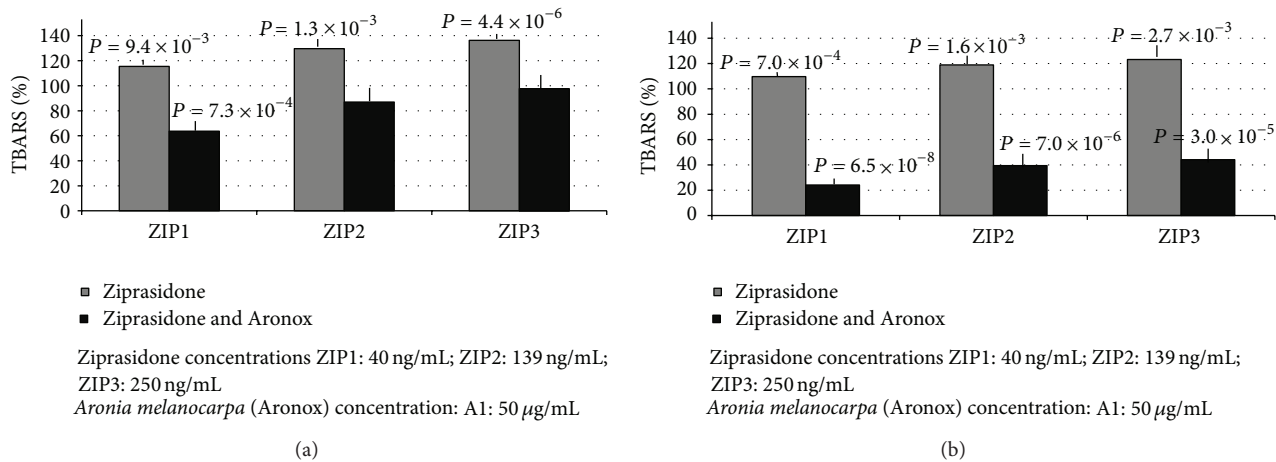 P = 9.4 × 10⁻³
P = 1.3 × 10⁻³
P = 4.4 × 10⁻⁶
P = 7.3 × 10⁻⁴
TBARS (%)
140
120
100
80
60
40
20
0
ZIP1 ZIP2 ZIP3
Ziprasidone
Ziprasidone and Aronox
Ziprasidone concentrations ZIP1: 40 ng/mL; ZIP2: 139 ng/mL;
ZIP3: 250 ng/mL
Aronia melanocarpa (Aronox) concentration: A1: 50 μg/mL
(a)
P = 7.0 × 10⁻⁴
P = 1.6 × 10⁻³
P = 2.7 × 10⁻³
P = 6.5 × 10⁻⁸
P = 7.0 × 10⁻⁶
P = 3.0 × 10⁻⁵
TBARS (%)
140
120
100
80
60
40
20
0
ZIP1 ZIP2 ZIP3
Ziprasidone
Ziprasidone and Aronox
Ziprasidone concentrations ZIP1: 40 ng/mL; ZIP2: 139 ng/mL;
ZIP3: 250 ng/mL
Aronia melanocarpa (Aronox) concentration: A1: 50 μg/mL
(b)